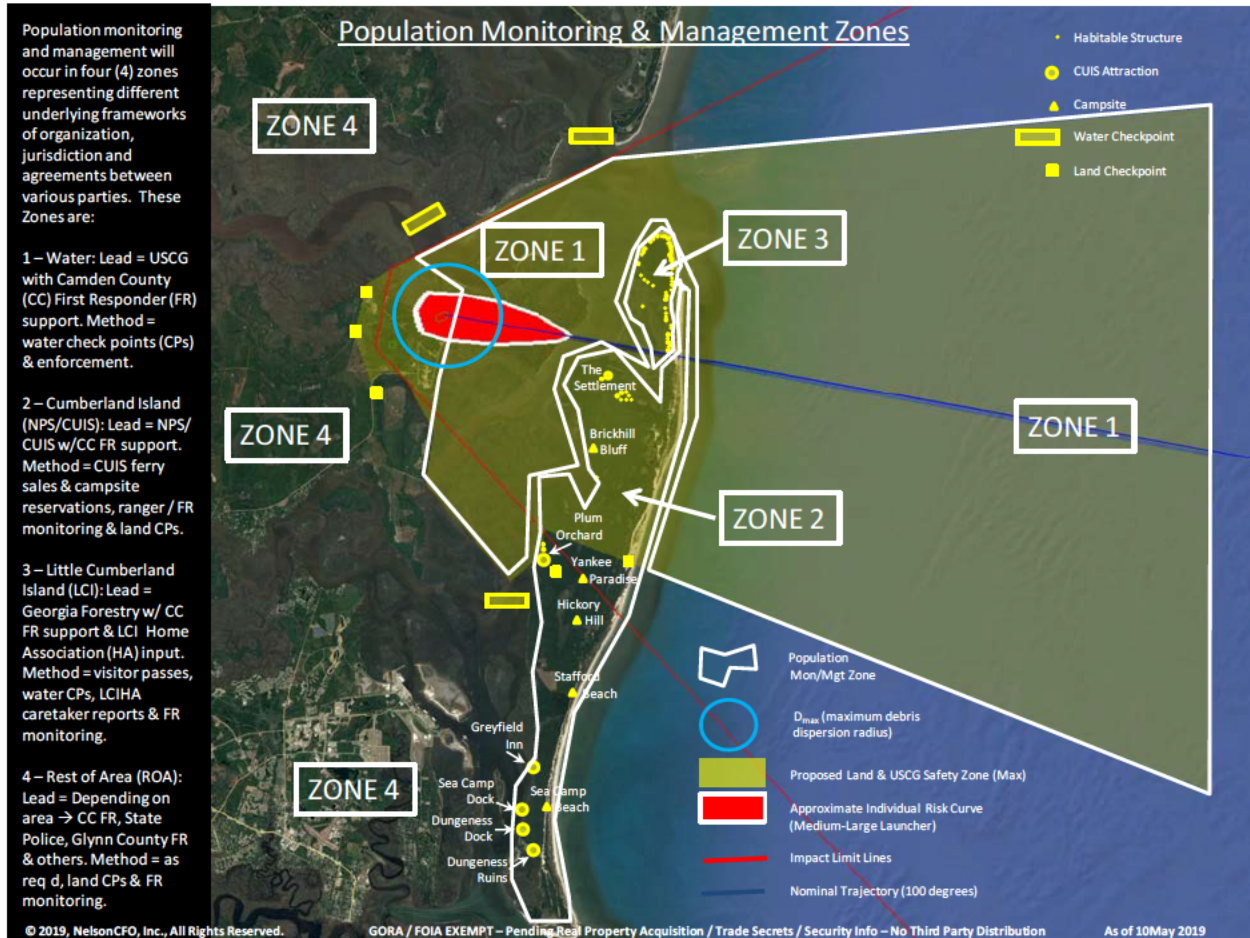 Population Monitoring & Management Zones
Population monitoring
and management will
occur in four (4) zones
representing different
underlying frameworks
of organization,
jurisdiction and
agreements between
various parties. These
Zones are:
1 – Water: Lead = USCG
with Camden County
(CC) First Responder (FR)
support. Method =
water check points (CPs)
& enforcement.
2 – Cumberland Island
(NPS/CUIS): Lead = NPS/
CUIS w/CC FR support.
Method = CUIS ferry
sales & campsite
reservations, ranger / FR
monitoring & land CPs.
3 – Little Cumberland
Island (LCI): Lead =
Georgia Forestry w/ CC
FR support & LCI Home
Association (HA) input.
Method = visitor passes,
water CPs, LCIHA
caretaker reports & FR
monitoring.
4 – Rest of Area (ROA):
Lead = Depending on
area → CC FR, State
Police, Glynn County FR
& others. Method = as
req d, land CPs & FR
monitoring.
Habitable Structure
CUIS Attraction
Campsite
Water Checkpoint
Land Checkpoint
ZONE 4
ZONE 1
ZONE 3
ZONE 4
ZONE 1
ZONE 2
ZONE 4
The
Settlement
Brickhill
Bluff
Plum
Orchard
Yankee
Paradise
Hickory
Hill
Stafford
Beach
Greyfield
Inn
Sea Camp
Dock
Sea Camp
Beach
Dungeness
Dock
Dungeness
Ruins
Population
Mon/Mgt Zone
Dmax (maximum debris
dispersion radius)
Proposed Land & USCG Safety Zone (Max)
Approximate Individual Risk Curve
(Medium-Large Launcher)
Impact Limit Lines
Nominal Trajectory (100 degrees)
© 2019, NelsonCFO, Inc., All Rights Reserved.
GORA / FOIA EXEMPT – Pending Real Property Acquisition / Trade Secrets / Security Info – No Third Party Distribution
As of 10May 2019